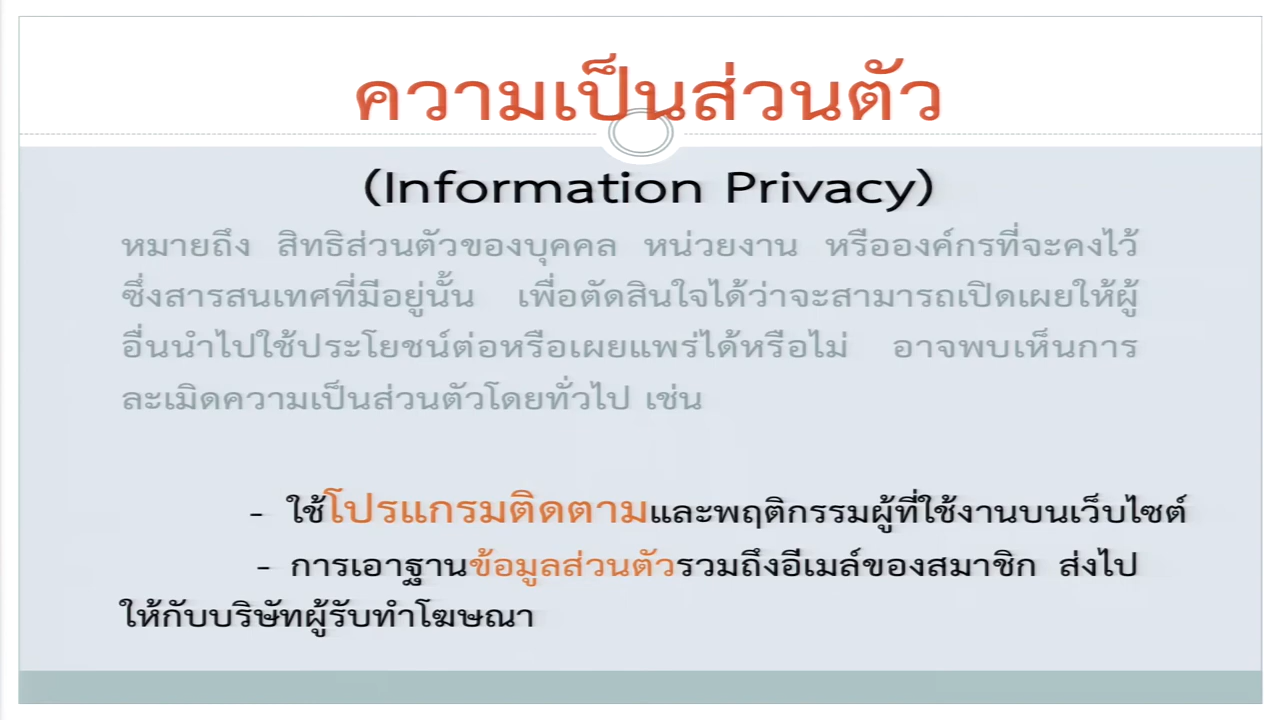 ความเป็นส่วนตัว
(Information Privacy)
หมายถึง สิทธิส่วนตัวของบุคคล หน่วยงาน หรือองค์กรที่จะคงไว้
ซึ่งสารสนเทศที่มีอยู่นั้น เพื่อตัดสินใจได้ว่าจะสามารถเปิดเผยให้ผู้
อื่นนำไปใช้ประโยชน์ต่อหรือเผยแพร่ได้หรือไม่ อาจพบเห็นการ
ละเมิดความเป็นส่วนตัวโดยทั่วไป เช่น
- ใช้โปรแกรมติดตามและพฤติกรรมผู้ที่ใช้งานบนเว็บไซต์
- การเอาฐานข้อมูลส่วนตัวรวมถึงอีเมล์ของสมาชิก ส่งไป
ให้กับบริษัทผู้รับทำโฆษณา